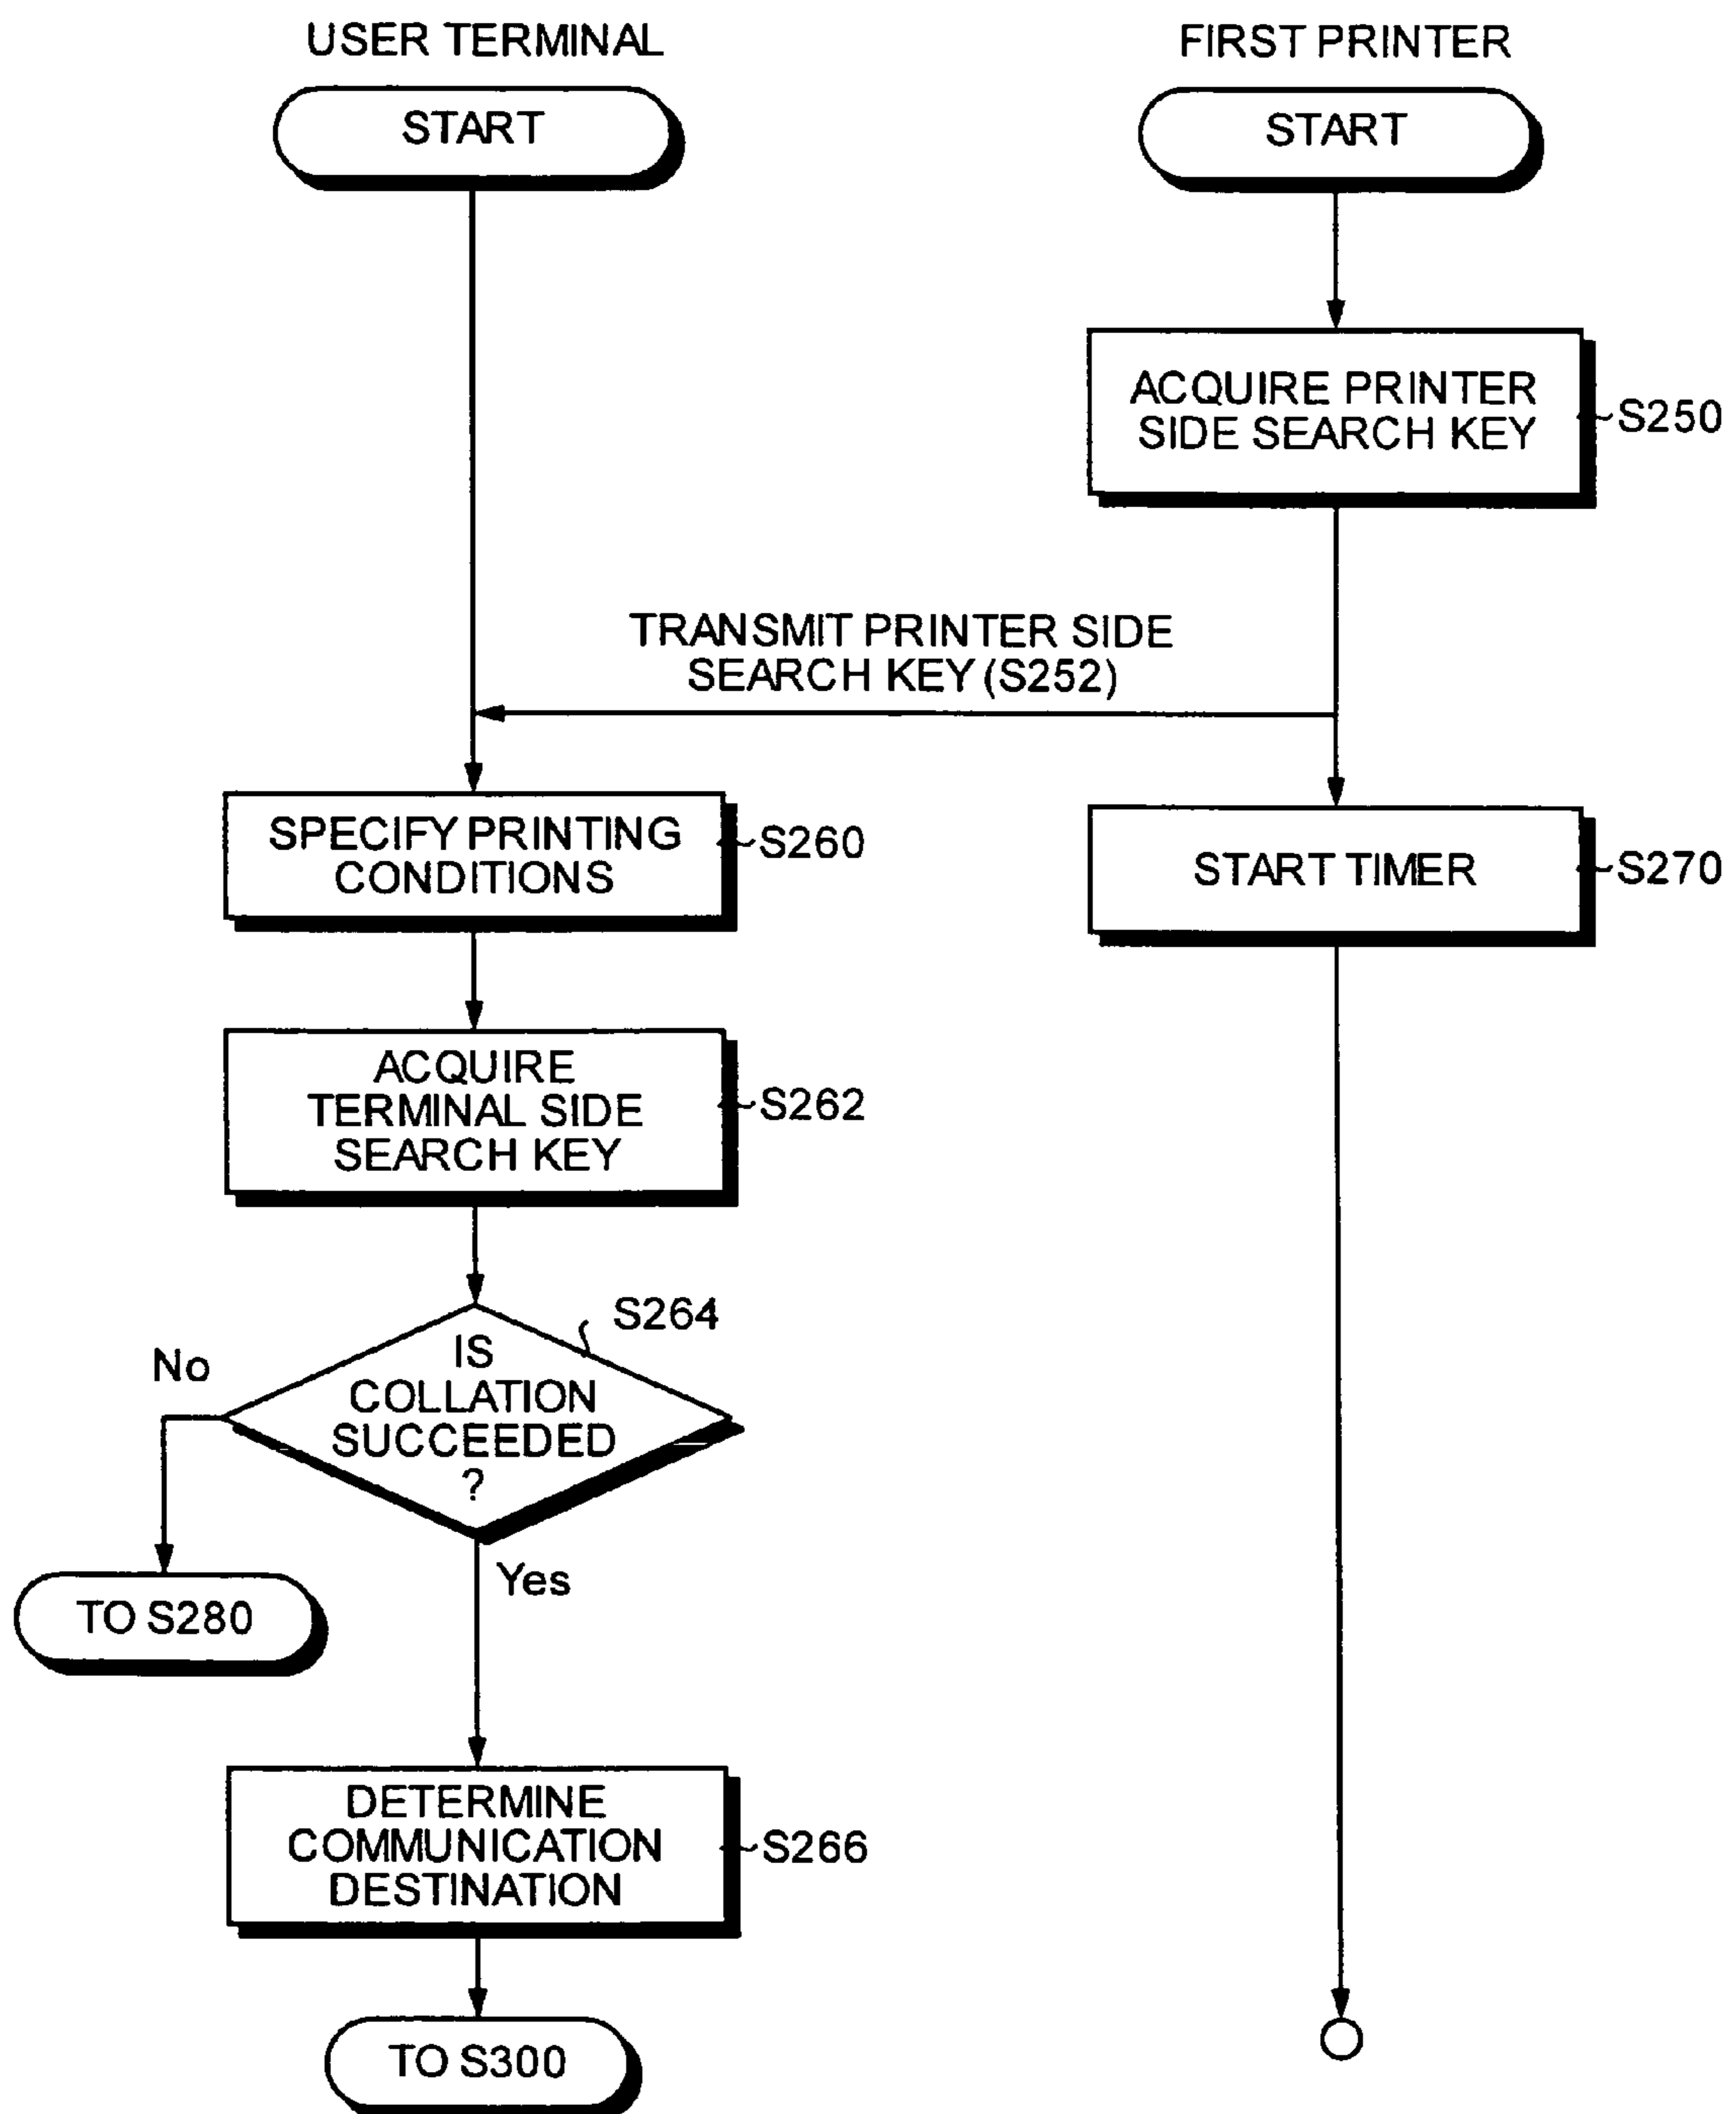 USER TERMINAL
FIRST PRINTER
START
START
ACQUIRE PRINTER
SIDE SEARCH KEY
S250
TRANSMIT PRINTER SIDE
SEARCH KEY (S252)
SPECIFY PRINTING
CONDITIONS
S260
START TIMER
S270
ACQUIRE
TERMINAL SIDE
SEARCH KEY
S262
S264
No
IS
COLLATION
SUCCEEDED
?
Yes
TO S280
DETERMINE
COMMUNICATION
DESTINATION
S266
TO S300